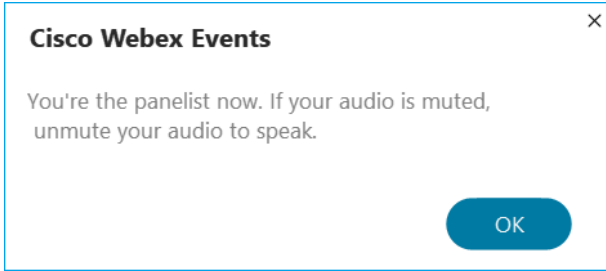 Cisco Webex Events
You're the panelist now. If your audio is muted,
unmute your audio to speak.
OK